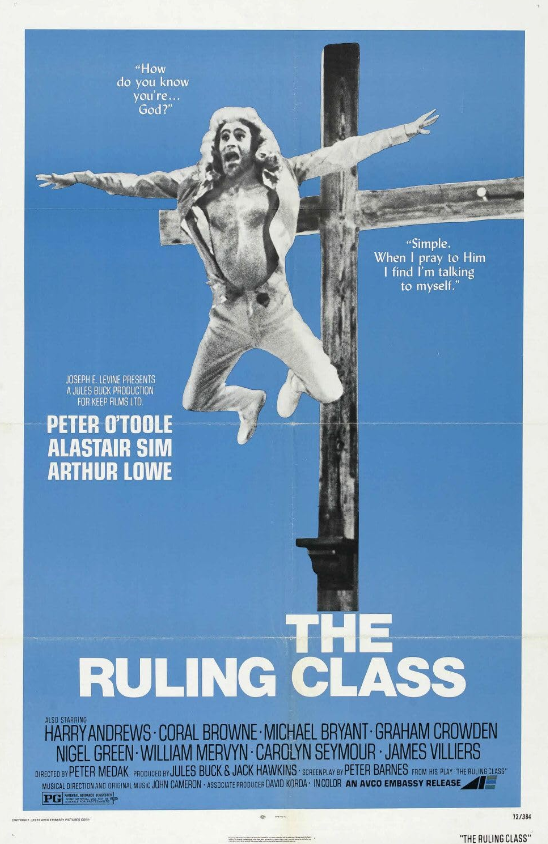 “How
do you know
you're...
God?”
“Simple.
When I pray to Him
I find I'm talking
to myself.”
JOSEPH E. LEVINE PRESENTS
A JULES BUCK PRODUCTION
FOR KEEP FILMS LTD.
PETER O'TOOLE
ALASTAIR SIM
ARTHUR LOWE
THE
RULING CLASS
ALSO STARRING
HARRY ANDREWS · CORAL BROWNE · MICHAEL BRYANT · GRAHAM CROWDEN
NIGEL GREEN · WILLIAM MERVYN · CAROLYN SEYMOUR · JAMES VILLIERS
DIRECTED BY PETER MEDAK PRODUCED BY JULES BUCK & JACK HAWKINS · SCREENPLAY BY PETER BARNES FROM HIS PLAY "THE RULING CLASS"
MUSICAL DIRECTION AND ORIGINAL MUSIC JOHN CAMERON · ASSOCIATE PRODUCER DAVID KORDA · IN COLOR AN AVCO EMBASSY RELEASE
PG
72/384
"THE RULING CLASS"